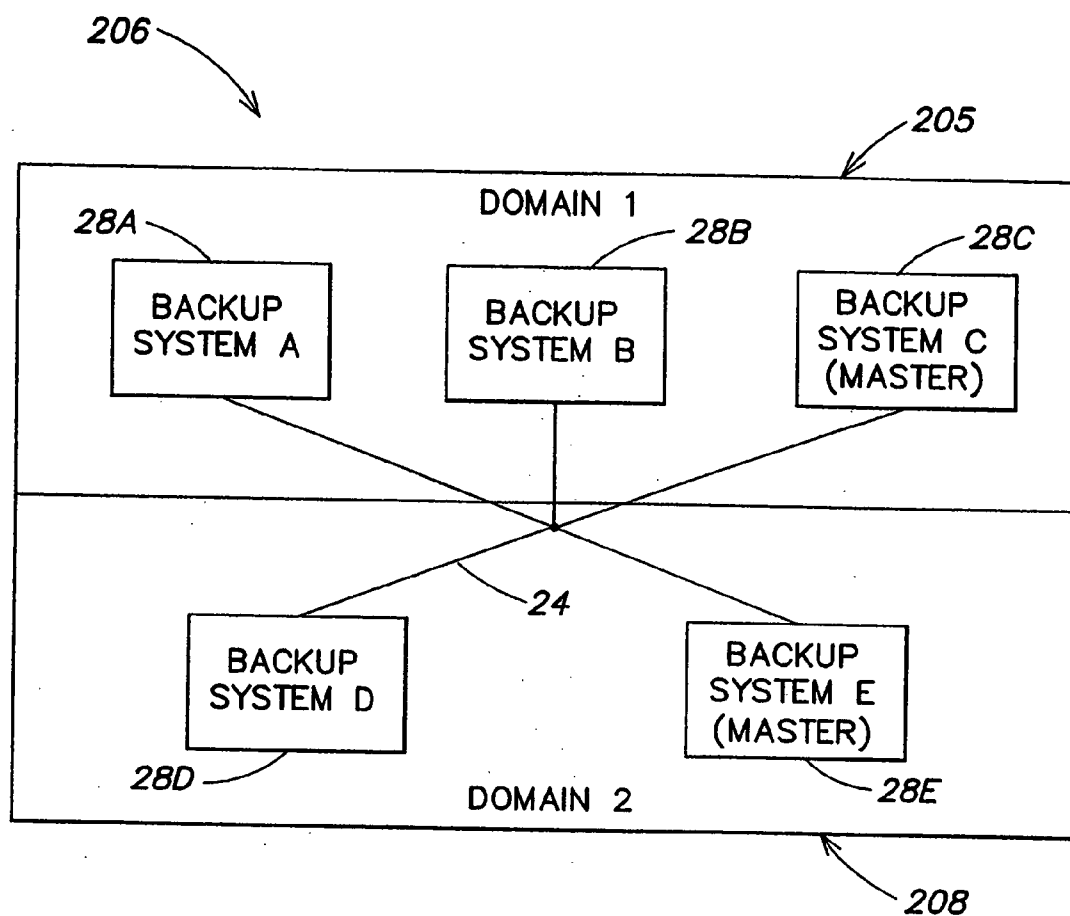 206
205
DOMAIN 1
28A
28B
28C
BACKUP
SYSTEM A
BACKUP
SYSTEM B
BACKUP
SYSTEM C
(MASTER)
24
BACKUP
SYSTEM D
BACKUP
SYSTEM E
(MASTER)
28D
28E
DOMAIN 2
208